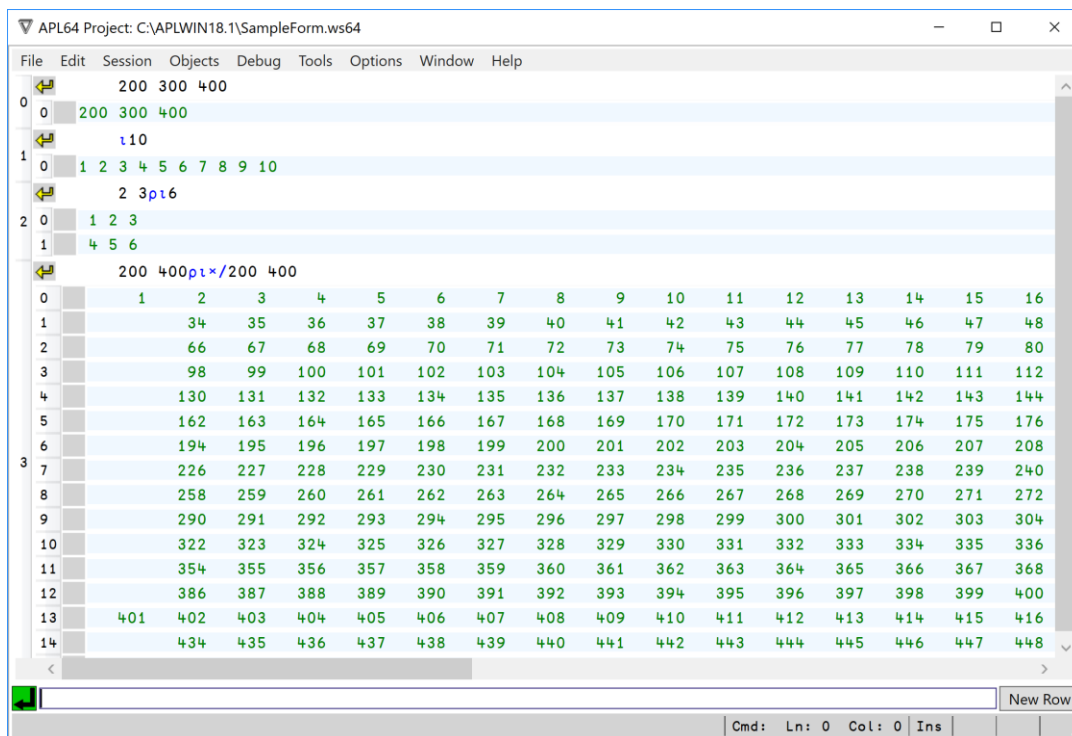 APL64 Project: C:\APLWIN18.1\SampleForm.ws64
File Edit Session Objects Debug Tools Options Window Help
200 300 400
0
0 200 300 400
⍳10
1
0 1 2 3 4 5 6 7 8 9 10
2 3⍴⍳6
2 0 1 2 3
1 4 5 6
200 400⍴⍳×/200 400
0 1 2 3 4 5 6 7 8 9 10 11 12 13 14 15 16
1 34 35 36 37 38 39 40 41 42 43 44 45 46 47 48
2 66 67 68 69 70 71 72 73 74 75 76 77 78 79 80
3 98 99 100 101 102 103 104 105 106 107 108 109 110 111 112
4 130 131 132 133 134 135 136 137 138 139 140 141 142 143 144
5 162 163 164 165 166 167 168 169 170 171 172 173 174 175 176
6 194 195 196 197 198 199 200 201 202 203 204 205 206 207 208
3 7 226 227 228 229 230 231 232 233 234 235 236 237 238 239 240
8 258 259 260 261 262 263 264 265 266 267 268 269 270 271 272
9 290 291 292 293 294 295 296 297 298 299 300 301 302 303 304
10 322 323 324 325 326 327 328 329 330 331 332 333 334 335 336
11 354 355 356 357 358 359 360 361 362 363 364 365 366 367 368
12 386 387 388 389 390 391 392 393 394 395 396 397 398 399 400
13 401 402 403 404 405 406 407 408 409 410 411 412 413 414 415 416
14 434 435 436 437 438 439 440 441 442 443 444 445 446 447 448
New Row
Cmd: Ln: 0 Col: 0 Ins